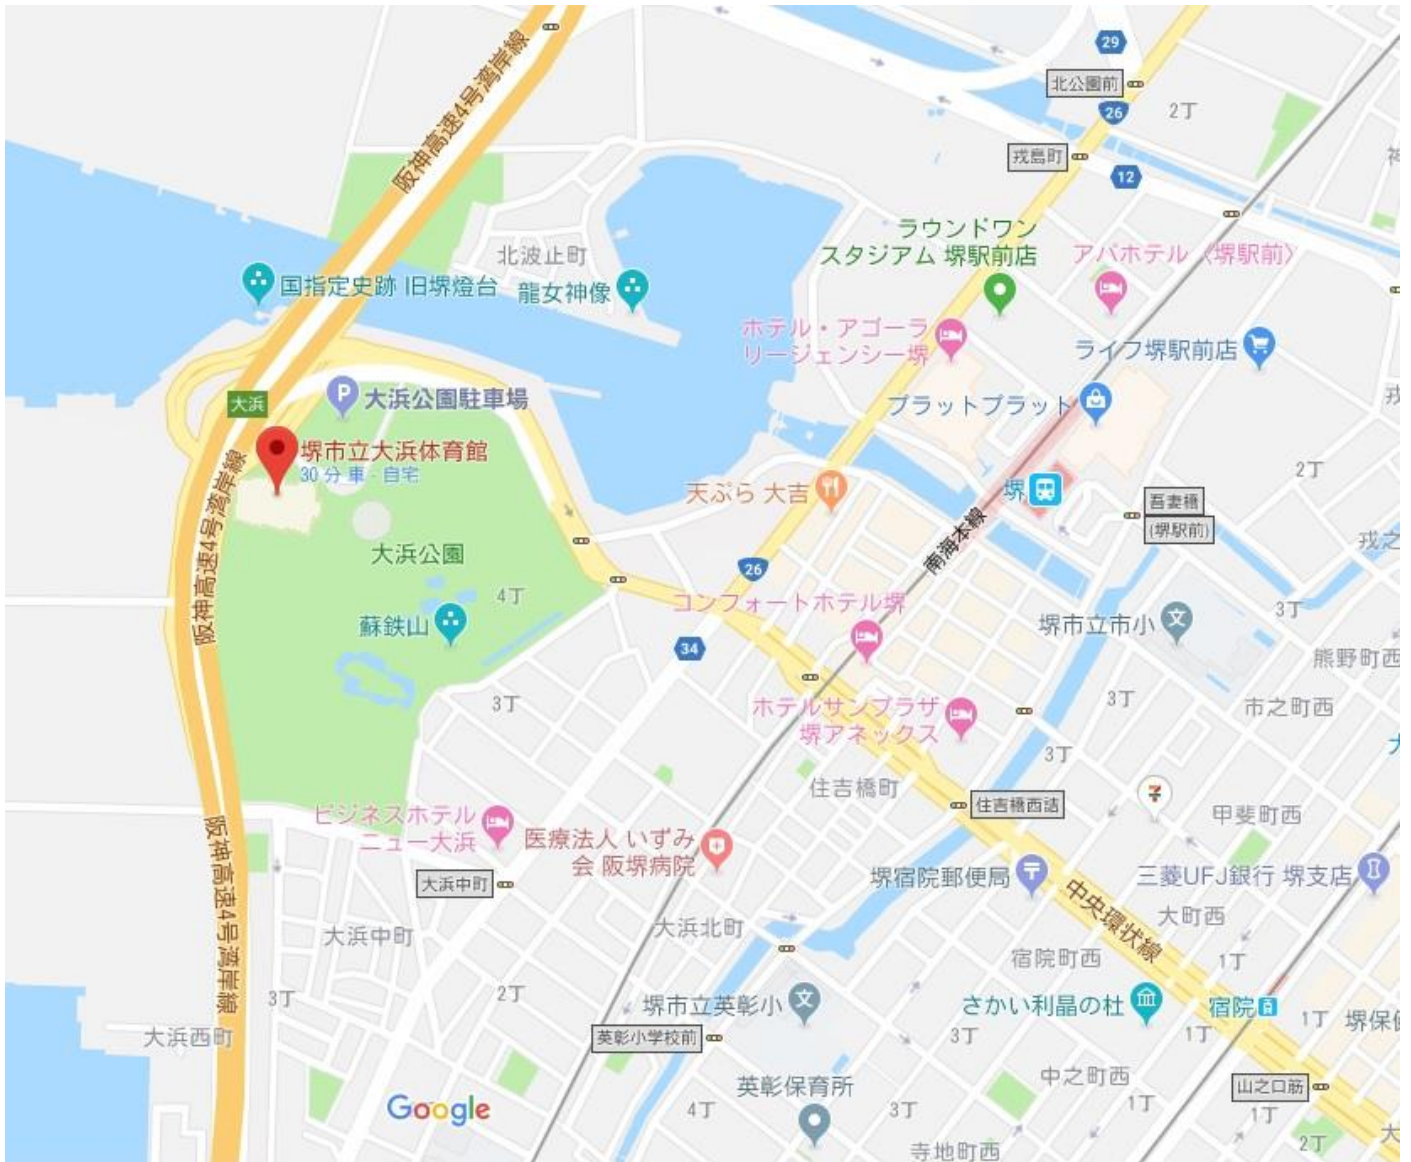 阪神高速4号湾岸線
29
北公園前
26
2丁
戎島町
12
神
ラウンドワン
スタジアム 堺駅前店
アパホテル〈堺駅前〉
北波止町
国指定史跡 旧堺燈台
龍女神像
ホテル・アゴーラ
リージェンシー堺
ライフ堺駅前店
大浜
P
大浜公園駐車場
プラットプラット
戎
堺市立大浜体育館
30 分 車 - 自宅
2丁
天ぷら 大吉
堺
吾妻橋
(堺駅前)
阪神高速4号湾岸線
南海本線
戎之
大浜公園
26
4丁
コンフォートホテル堺
3丁
蘇鉄山
堺市立市小
文
34
熊野町西
3丁
ホテルサンプラザ
堺アネックス
3丁
市之町西
3丁
大
住吉橋町
住吉橋西詰
7
甲斐町西
ビジネスホテル
ニュー大浜
医療法人 いずみ
会 阪堺病院
阪神高速4号湾岸線
大浜中町
堺宿院郵便局
三菱UFJ銀行 堺支店
中央環状線
大町西
大浜中町
大浜北町
宿院町西
1丁
3丁
2丁
堺市立英彰小
文
さかい利晶の杜
宿院
1丁
堺保健
大浜西町
英彰小学校前
3丁
1丁
中之町西
山之口筋
英彰保育所
Google
4丁
3丁
1丁
1丁
寺地町西
2丁
大